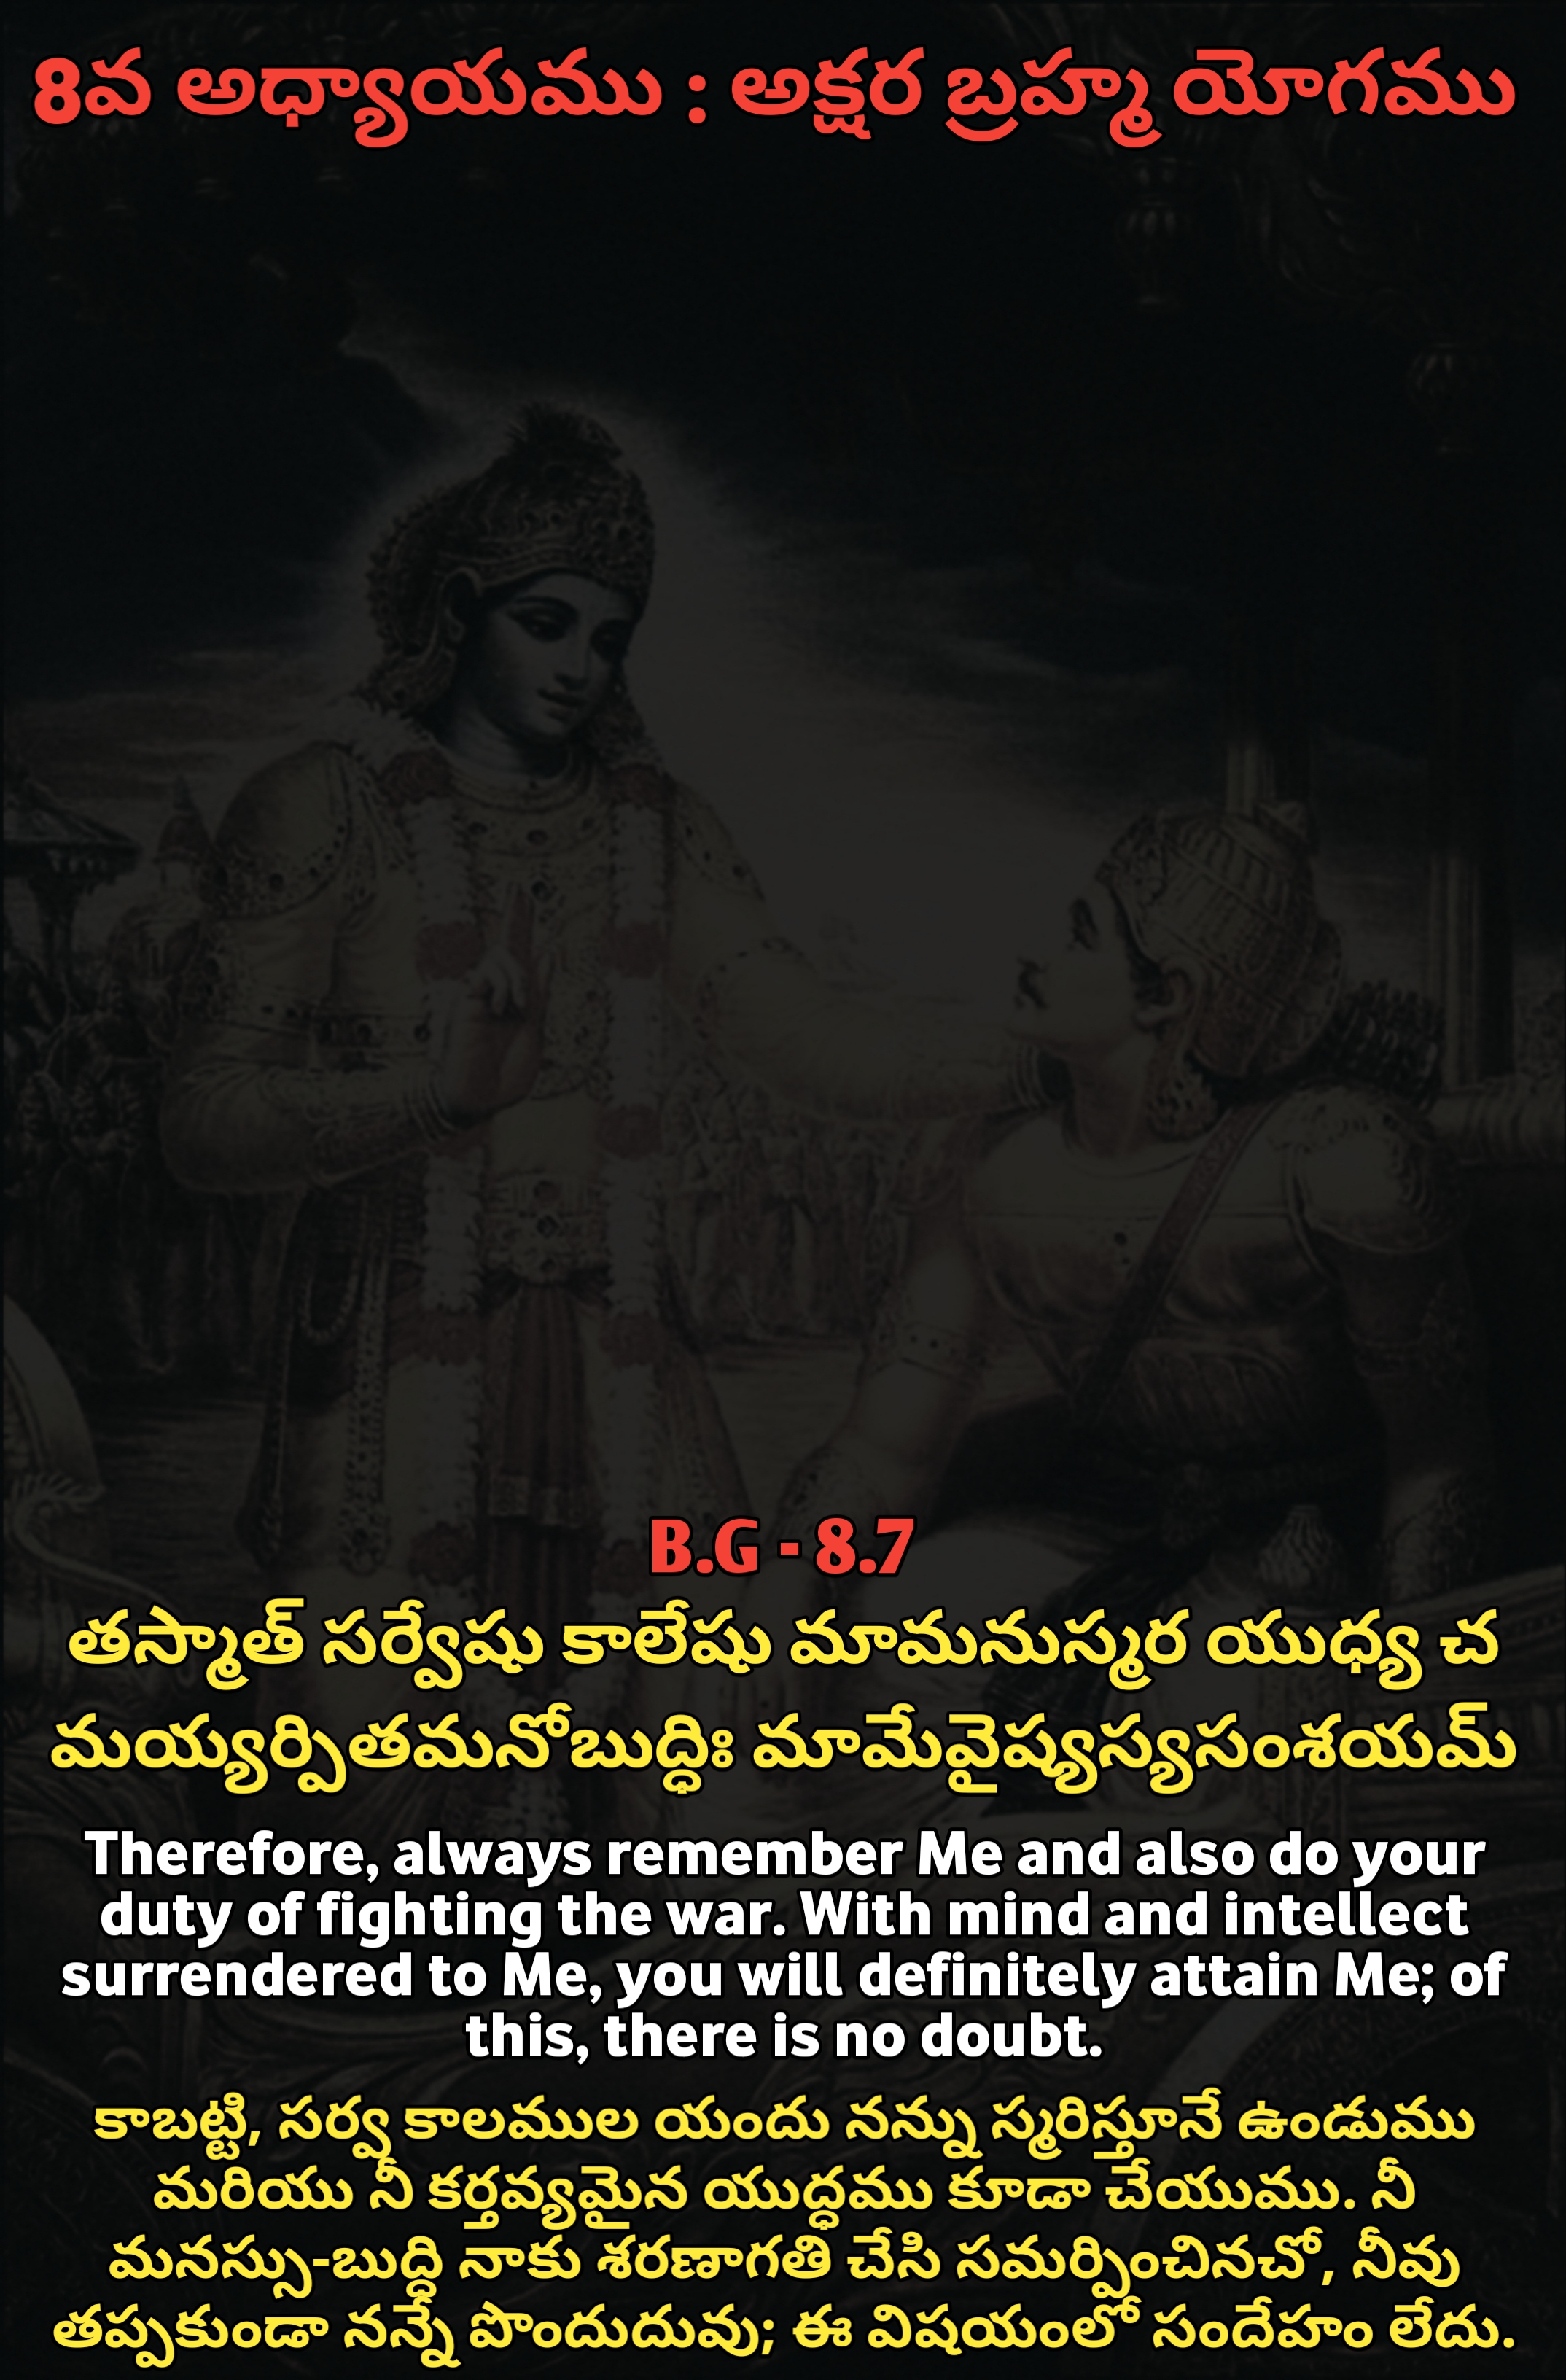 8వ అధ్యాయము : అక్షర బ్రహ్మ యోగము
B.G - 8.7
తస్మాత్ సర్వేషు కాలేషు మామనుస్మర యుధ్య చ
మయ్యర్పితమనోబుద్ధిః మామేవైష్యస్యసంశయమ్
Therefore, always remember Me and also do your
duty of fighting the war. With mind and intellect
surrendered to Me, you will definitely attain Me; of
this, there is no doubt.
కాబట్టి, సర్వ కాలముల యందు నన్ను స్మరిస్తూనే ఉండుము
మరియు నీ కర్తవ్యమైన యుద్ధము కూడా చేయుము. నీ
మనస్సు-బుద్ధి నాకు శరణాగతి చేసి సమర్పించినచో, నీవు
తప్పకుండా నన్నే పొందుదువు; ఈ విషయంలో సందేహం లేదు.